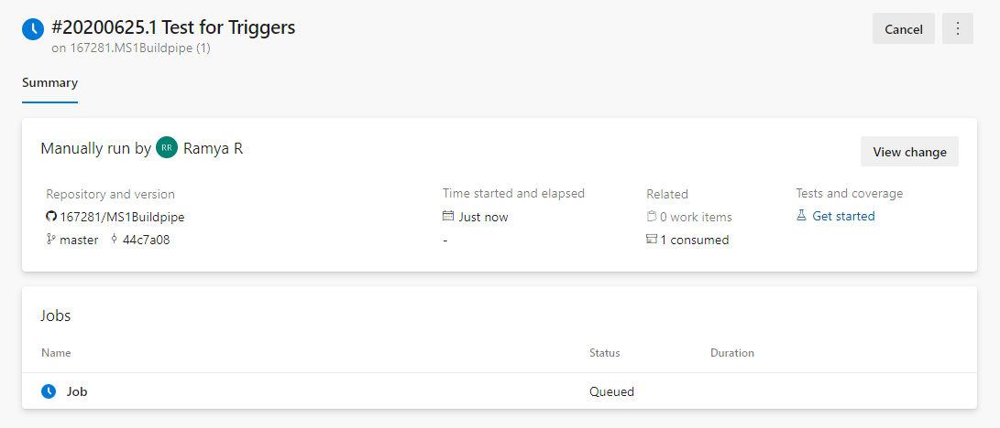 #20200625.1 Test for Triggers
on 167281.MS1Buildpipe (1)
Cancel
Summary
Manually run by RR Ramya R
View change
Repository and version
Time started and elapsed
Related
Tests and coverage
167281/MS1Buildpipe
Just now
0 work items
Get started
master 44c7a08
-
1 consumed
Jobs
Name Status Duration
Job Queued